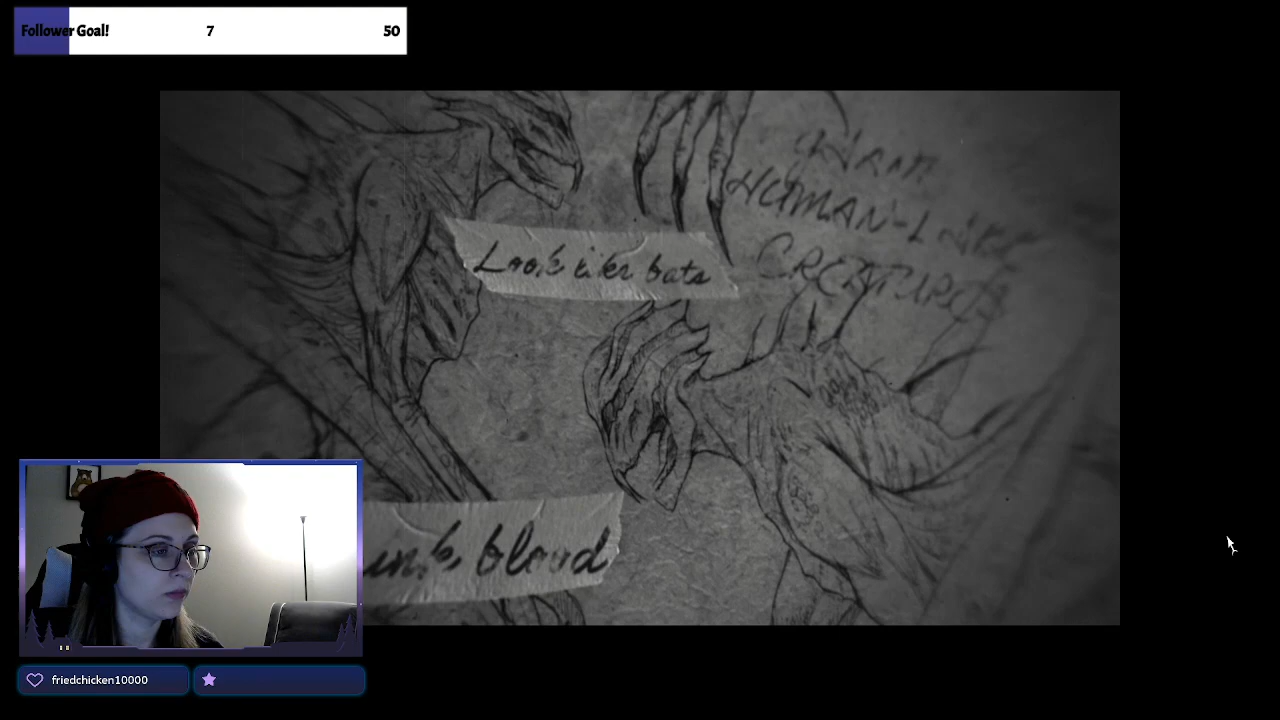 Follower Goal! 7 50
HUMAN-LIKE
CREATURES
Look like bats
blood
friedchicken10000